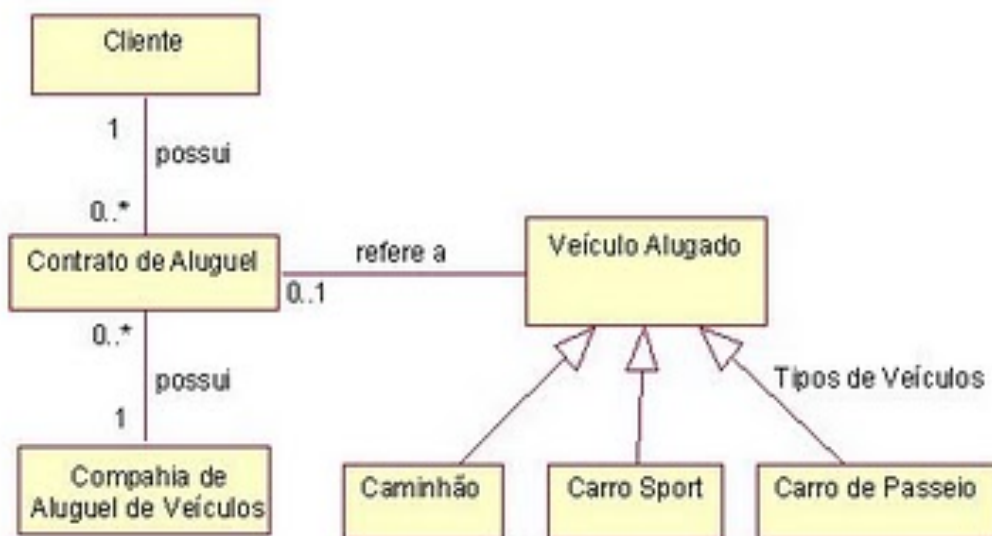 Cliente
1
possui
0..*
Contrato de Aluguel
refere a
0..1
Veículo Alugado
0..*
possui
1
Tipos de Veículos
Compahia de
Aluguel de Veículos
Caminhão
Carro Sport
Carro de Passeio